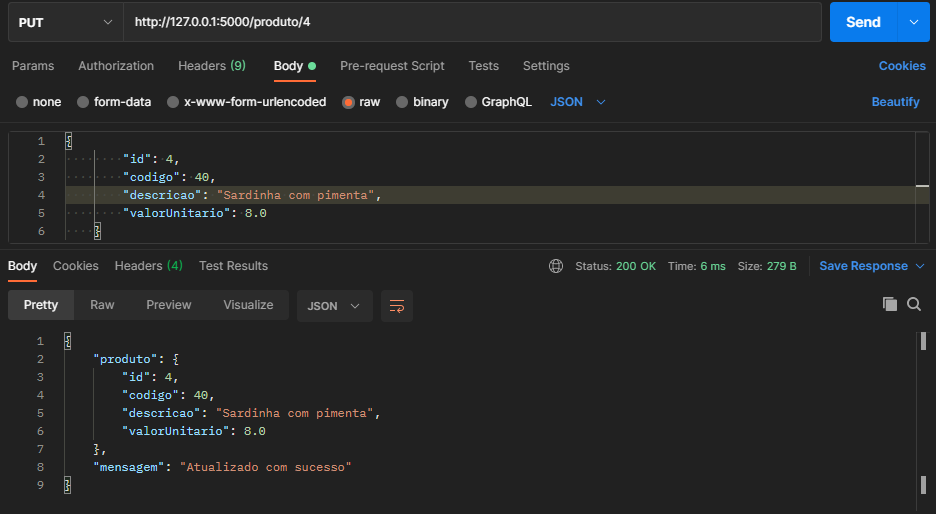 PUT http://127.0.0.1:5000/produto/4 Send
Params Authorization Headers (9) Body Pre-request Script Tests Settings Cookies
none form-data x-www-form-urlencoded raw binary GraphQL JSON Beautify
1 {
2 "id": 4,
3 "codigo": 40,
4 "descricao": "Sardinha com pimenta",
5 "valorUnitario": 8.0
6 }
Body Cookies Headers (4) Test Results Status: 200 OK Time: 6 ms Size: 279 B Save Response
Pretty Raw Preview Visualize JSON
1 {
2 "produto": {
3 "id": 4,
4 "codigo": 40,
5 "descricao": "Sardinha com pimenta",
6 "valorUnitario": 8.0
7 },
8 "mensagem": "Atualizado com sucesso"
9 }